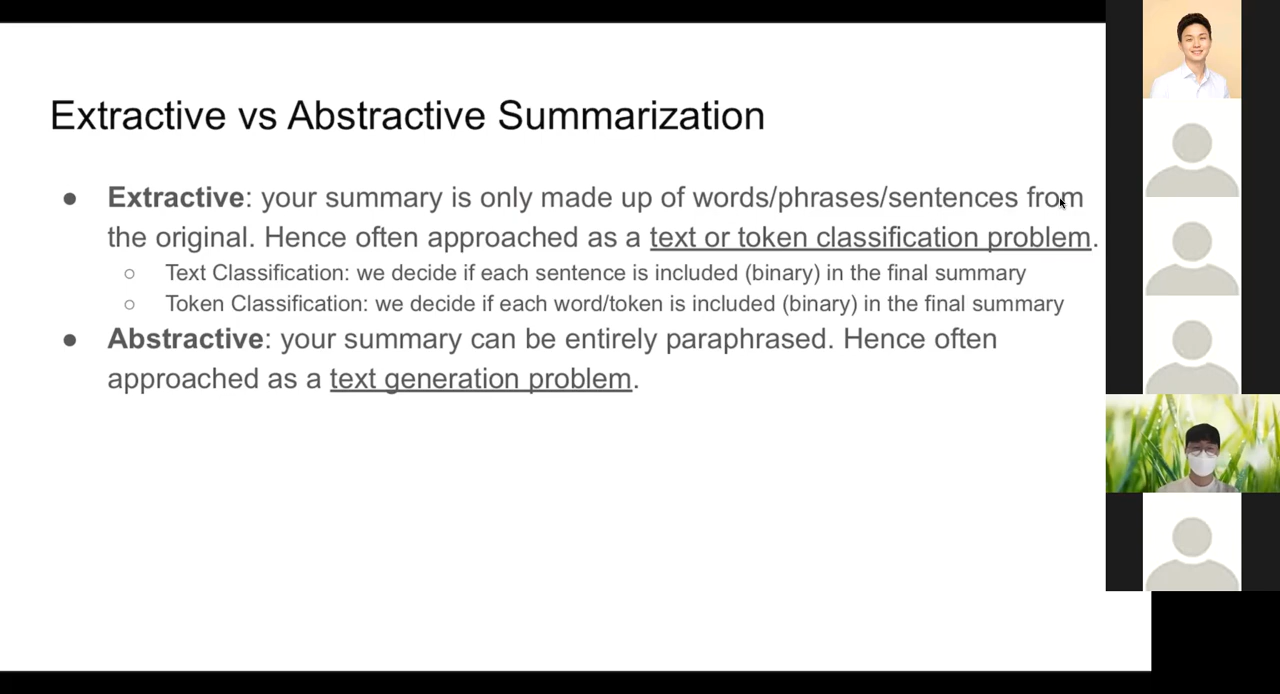 Extractive vs Abstractive Summarization
● Extractive: your summary is only made up of words/phrases/sentences from
the original. Hence often approached as a text or token classification problem.
○ Text Classification: we decide if each sentence is included (binary) in the final summary
○ Token Classification: we decide if each word/token is included (binary) in the final summary
● Abstractive: your summary can be entirely paraphrased. Hence often
approached as a text generation problem.